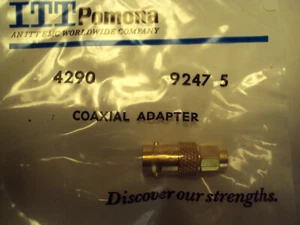 ITT Pomona
AN ITT EMC WORLDWIDE COMPANY
4290 9247 5
COAXIAL ADAPTER
Discover our strengths.